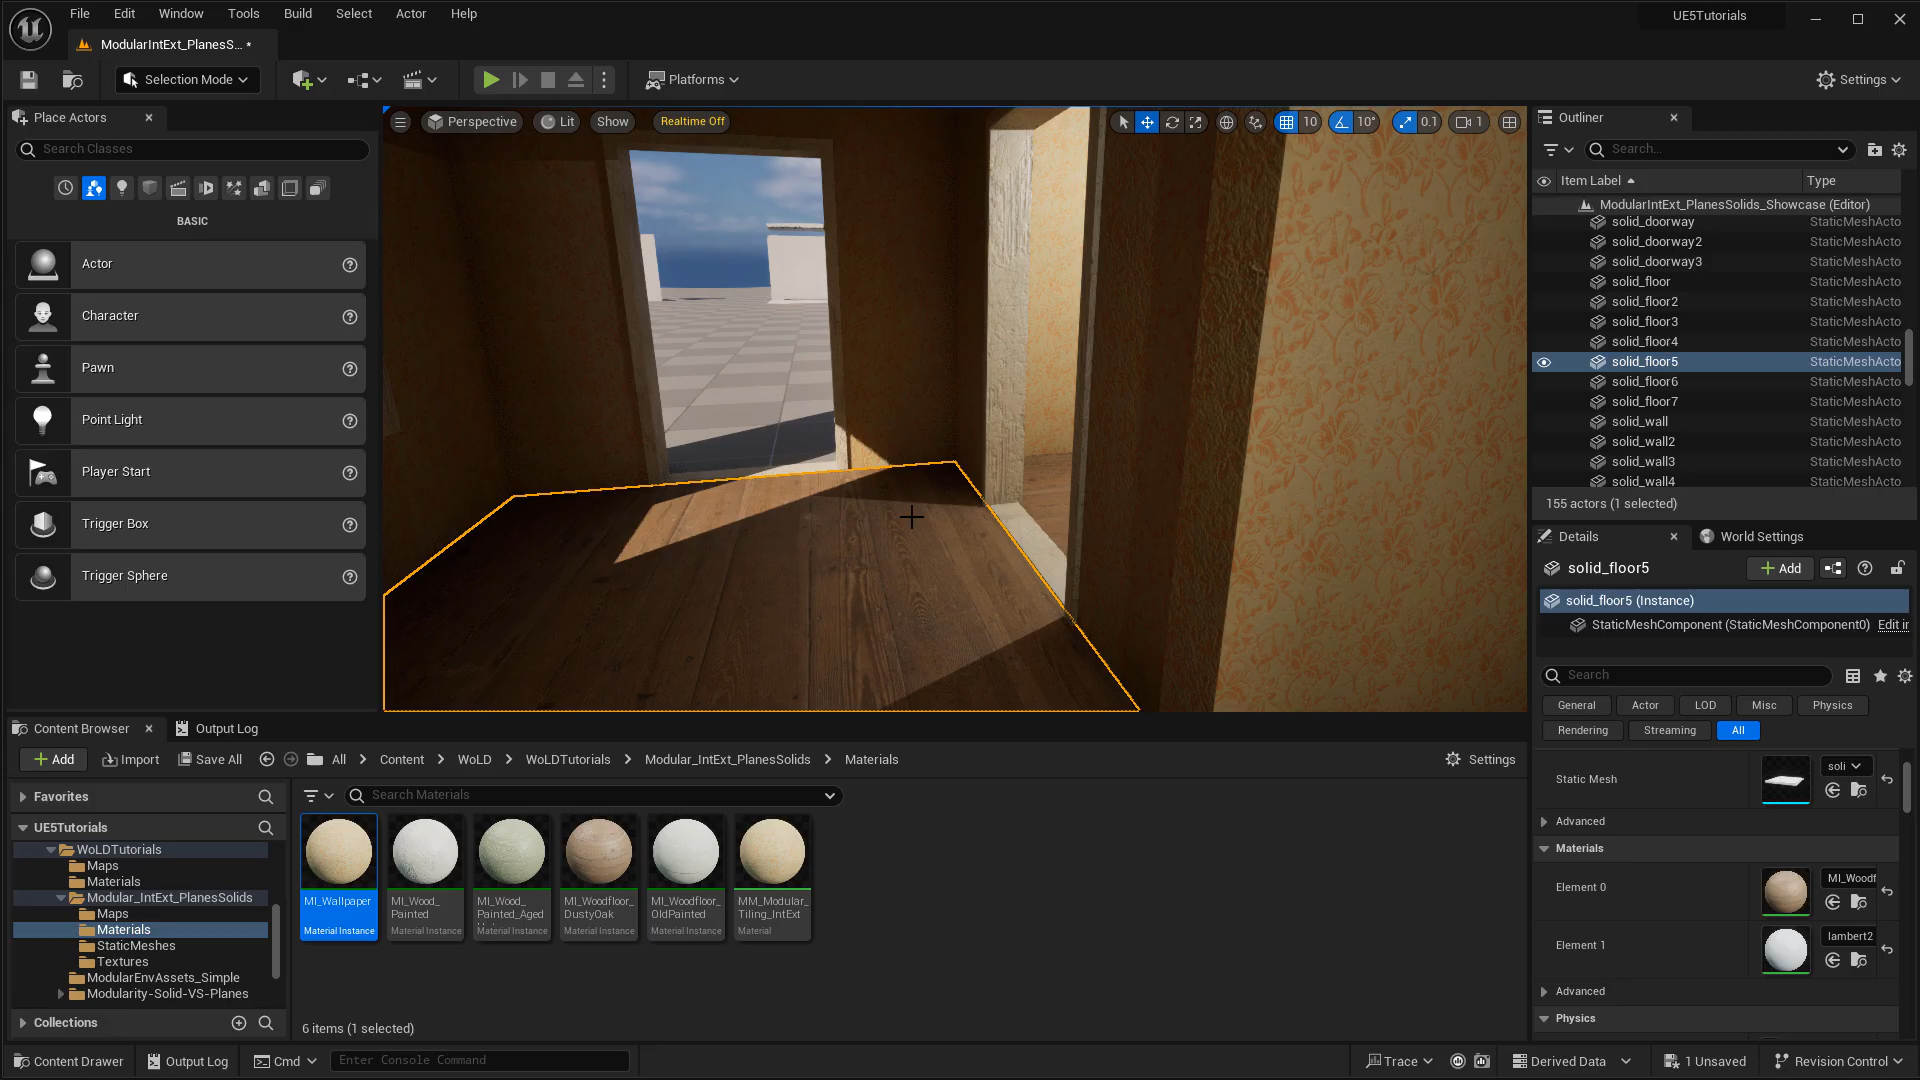 File Edit Window Tools Build Select Actor Help
UE5Tutorials
ModularIntExt_PlanesS... •
Selection Mode
Platforms
Settings
Place Actors
Search Classes
BASIC
Actor
Character
Pawn
Point Light
Player Start
Trigger Box
Trigger Sphere
Perspective Lit Show Realtime Off
10 10° 0.1 1
Outliner
Search...
Item Label Type
ModularIntExt_PlanesSolids_Showcase (Editor)
solid_doorway StaticMeshActo
solid_doorway2 StaticMeshActo
solid_doorway3 StaticMeshActo
solid_floor StaticMeshActo
solid_floor2 StaticMeshActo
solid_floor3 StaticMeshActo
solid_floor4 StaticMeshActo
solid_floor5 StaticMeshActo
solid_floor6 StaticMeshActo
solid_floor7 StaticMeshActo
solid_wall StaticMeshActo
solid_wall2 StaticMeshActo
solid_wall3 StaticMeshActo
solid_wall4 StaticMeshActo
155 actors (1 selected)
Details World Settings
solid_floor5 Add
solid_floor5 (Instance)
StaticMeshComponent (StaticMeshComponent0) Edit in
Search
General Actor LOD Misc Physics
Rendering Streaming All
Static Mesh soli
Advanced
Materials
Element 0 MI_Woodf
Element 1 lambert2
Advanced
Physics
Content Browser Output Log
Add Import Save All All Content WoLD WoLDTutorials Modular_IntExt_PlanesSolids Materials Settings
Favorites
UE5Tutorials
WoLDTutorials
Maps
Materials
Modular_IntExt_PlanesSolids
Maps
Materials
StaticMeshes
Textures
ModularEnvAssets_Simple
Modularity-Solid-VS-Planes
Collections
Search Materials
MI_Wallpaper
Material Instance
MI_Wood_
Painted
Material Instance
MI_Wood_
Painted_Aged
Material Instance
MI_Woodfloor_
DustyOak
Material Instance
MI_Woodfloor_
OldPainted
Material Instance
MM_Modular_
Tiling_IntExt
Material
6 items (1 selected)
Content Drawer Output Log Cmd Enter Console Command Trace Derived Data 1 Unsaved Revision Control